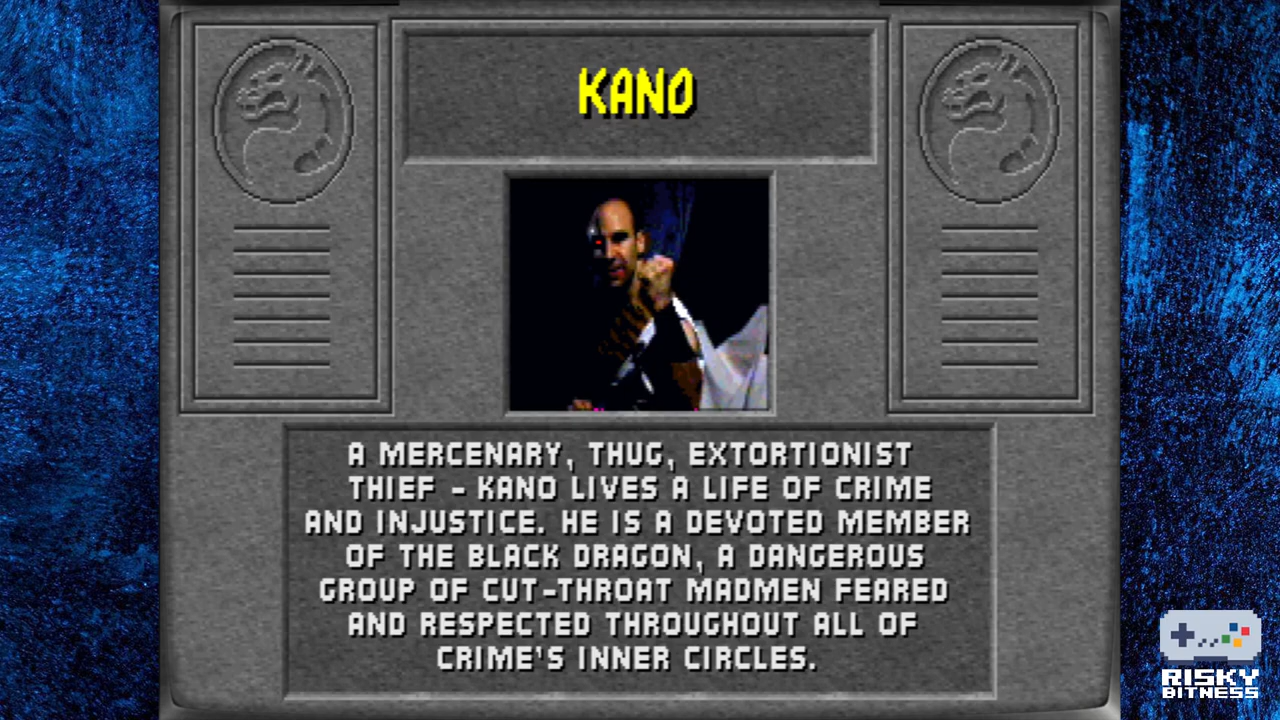 KANO
A MERCENARY, THUG, EXTORTIONIST
THIEF - KANO LIVES A LIFE OF CRIME
AND INJUSTICE. HE IS A DEVOTED MEMBER
OF THE BLACK DRAGON, A DANGEROUS
GROUP OF CUT-THROAT MADMEN FEARED
AND RESPECTED THROUGHOUT ALL OF
CRIME'S INNER CIRCLES.
RISKY
BITNESS